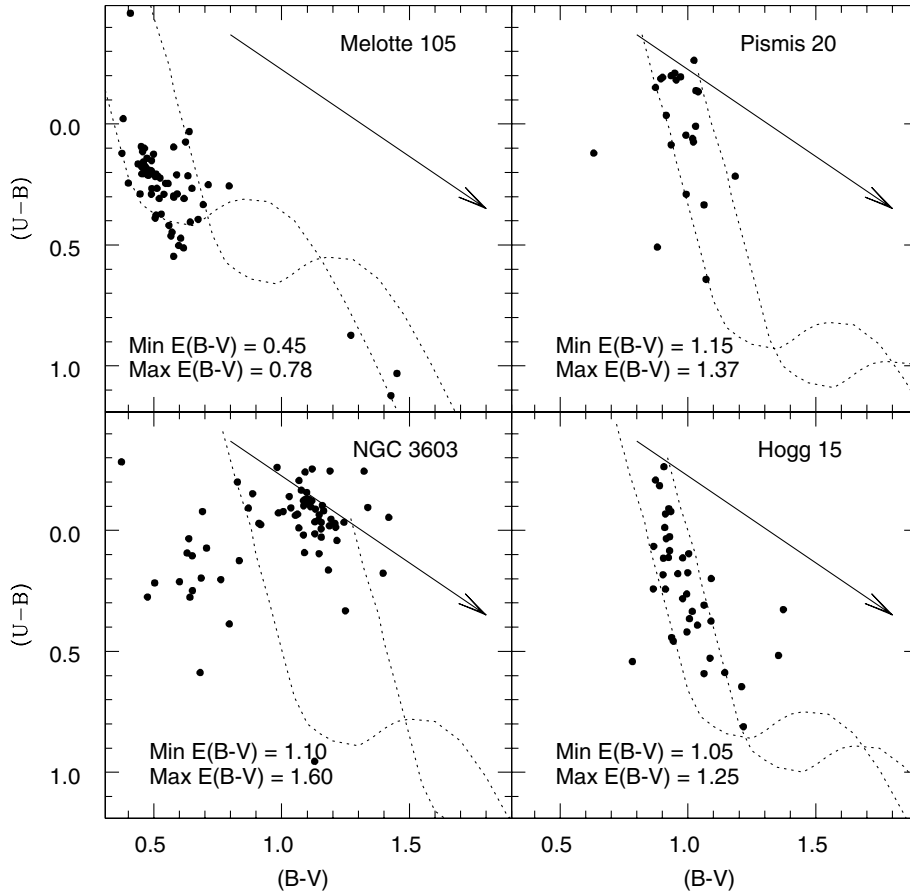 Melotte 105
Pismis 20
0.0
0.5
1.0
(U−B)
Min E(B-V) = 0.45
Max E(B-V) = 0.78
Min E(B-V) = 1.15
Max E(B-V) = 1.37
NGC 3603
Hogg 15
0.0
0.5
1.0
(U−B)
Min E(B-V) = 1.10
Max E(B-V) = 1.60
Min E(B-V) = 1.05
Max E(B-V) = 1.25
0.5 1.0 1.5
0.5 1.0 1.5
(B-V)
(B-V)